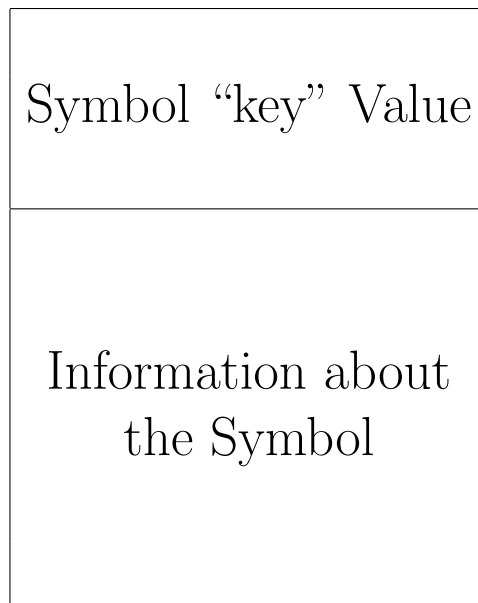 Symbol “key” Value
Information about
the Symbol